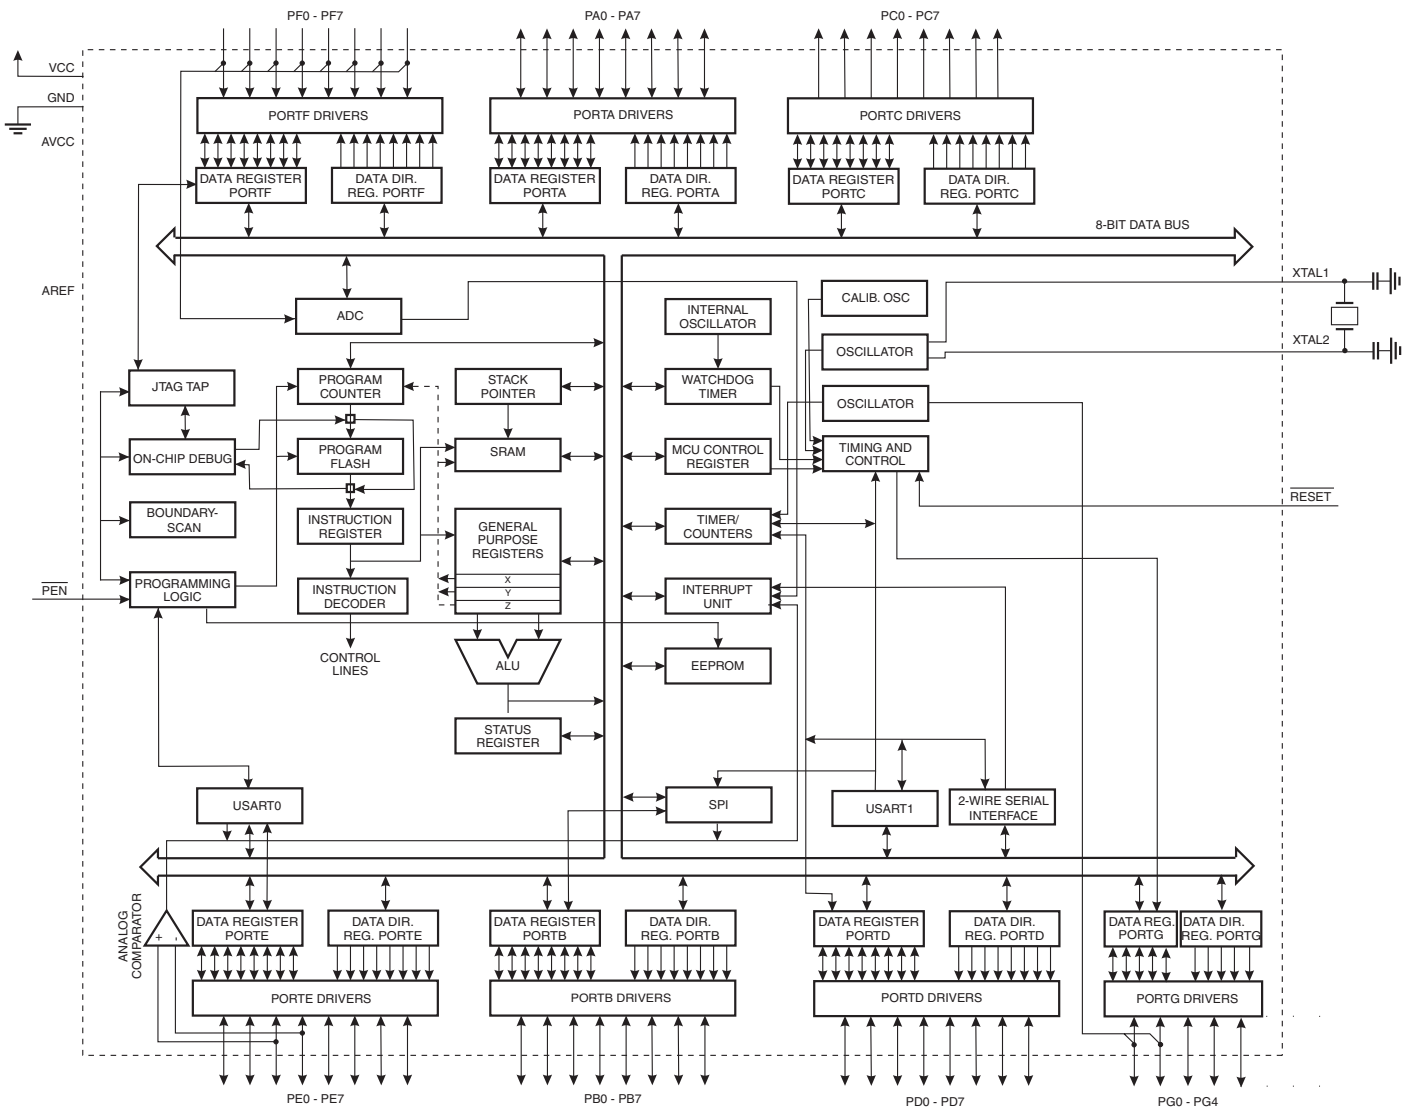 PF0 - PF7
PA0 - PA7
PC0 - PC7
VCC
GND
AVCC
PORTF DRIVERS
PORTA DRIVERS
PORTC DRIVERS
DATA REGISTER
PORTF
DATA DIR.
REG. PORTF
DATA REGISTER
PORTA
DATA DIR.
REG. PORTA
DATA REGISTER
PORTC
DATA DIR.
REG. PORTC
8-BIT DATA BUS
AREF
XTAL1
XTAL2
ADC
INTERNAL
OSCILLATOR
CALIB. OSC
OSCILLATOR
JTAG TAP
PROGRAM
COUNTER
STACK
POINTER
WATCHDOG
TIMER
OSCILLATOR
ON-CHIP DEBUG
PROGRAM
FLASH
SRAM
MCU CONTROL
REGISTER
TIMING AND
CONTROL
RESET
BOUNDARY-
SCAN
INSTRUCTION
REGISTER
GENERAL
PURPOSE
REGISTERS
X
Y
Z
TIMER/
COUNTERS
PEN
PROGRAMMING
LOGIC
INSTRUCTION
DECODER
INTERRUPT
UNIT
CONTROL
LINES
ALU
EEPROM
STATUS
REGISTER
USART0
SPI
USART1
2-WIRE SERIAL
INTERFACE
ANALOG
COMPARATOR
+
-
DATA REGISTER
PORTE
DATA DIR.
REG. PORTE
DATA REGISTER
PORTB
DATA DIR.
REG. PORTB
DATA REGISTER
PORTD
DATA DIR.
REG. PORTD
DATA REG.
PORTG
DATA DIR.
REG. PORTG
PORTE DRIVERS
PORTB DRIVERS
PORTD DRIVERS
PORTG DRIVERS
PE0 - PE7
PB0 - PB7
PD0 - PD7
PG0 - PG4